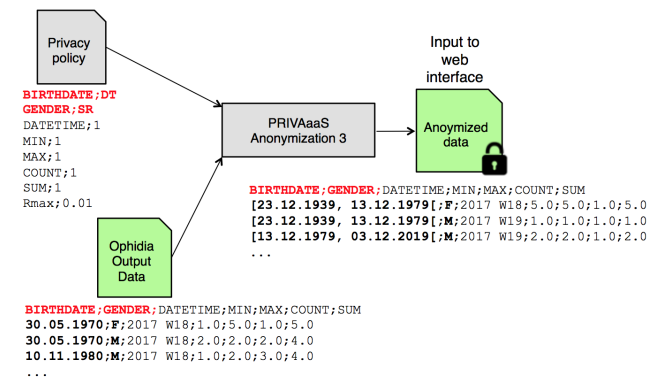 Privacy
policy
BIRTHDATE;DT
GENDER;SR
DATETIME;1
MIN;1
MAX;1
COUNT;1
SUM;1
Rmax;0.01
PRIVAaaS
Anonymization 3
Input to
web
interface
Anoymized
data
BIRTHDATE;GENDER;DATETIME;MIN;MAX;COUNT;SUM
[23.12.1939, 13.12.1979[;F;2017 W18;5.0;5.0;1.0;5.0
[23.12.1939, 13.12.1979[;M;2017 W19;1.0;1.0;1.0;1.0
[13.12.1979, 03.12.2019[;M;2017 W19;2.0;2.0;1.0;2.0
...
Ophidia
Output
Data
BIRTHDATE;GENDER;DATETIME;MIN;MAX;COUNT;SUM
30.05.1970;F;2017 W18;1.0;5.0;1.0;5.0
30.05.1970;M;2017 W18;2.0;2.0;2.0;4.0
10.11.1980;M;2017 W18;1.0;2.0;3.0;4.0
...